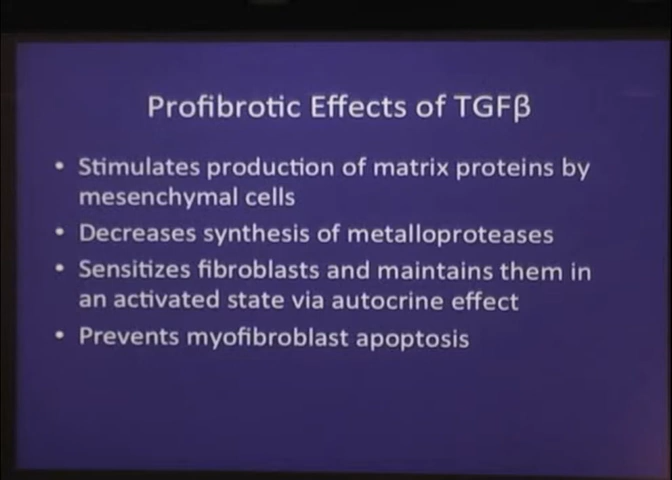 Profibrotic Effects of TGFβ
• Stimulates production of matrix proteins by
mesenchymal cells
• Decreases synthesis of metalloproteases
• Sensitizes fibroblasts and maintains them in
an activated state via autocrine effect
• Prevents myofibroblast apoptosis